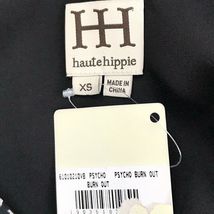 HH
hautehippie
XS
MADE IN
CHINA
PSYCHO PSYCHO BURN OUT
BURN OUT